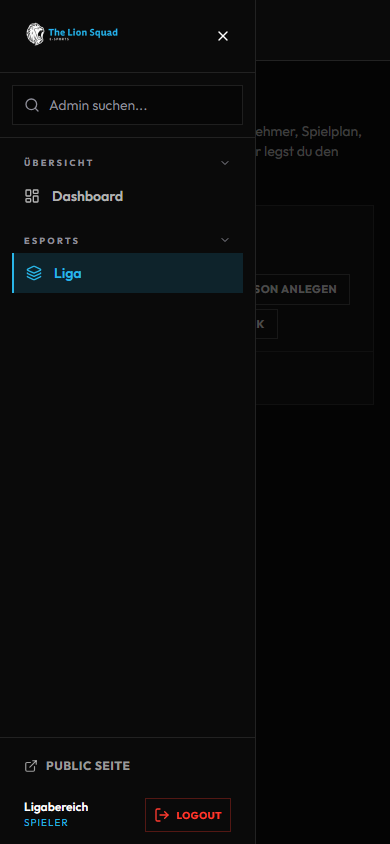 The Lion Squad
E-SPORTS
Admin suchen...
ehmer, Spielplan,
r legst du den
ÜBERSICHT
Dashboard
ESPORTS
Liga
SON ANLEGEN
K
PUBLIC SEITE
Ligabereich
SPIELER
LOGOUT